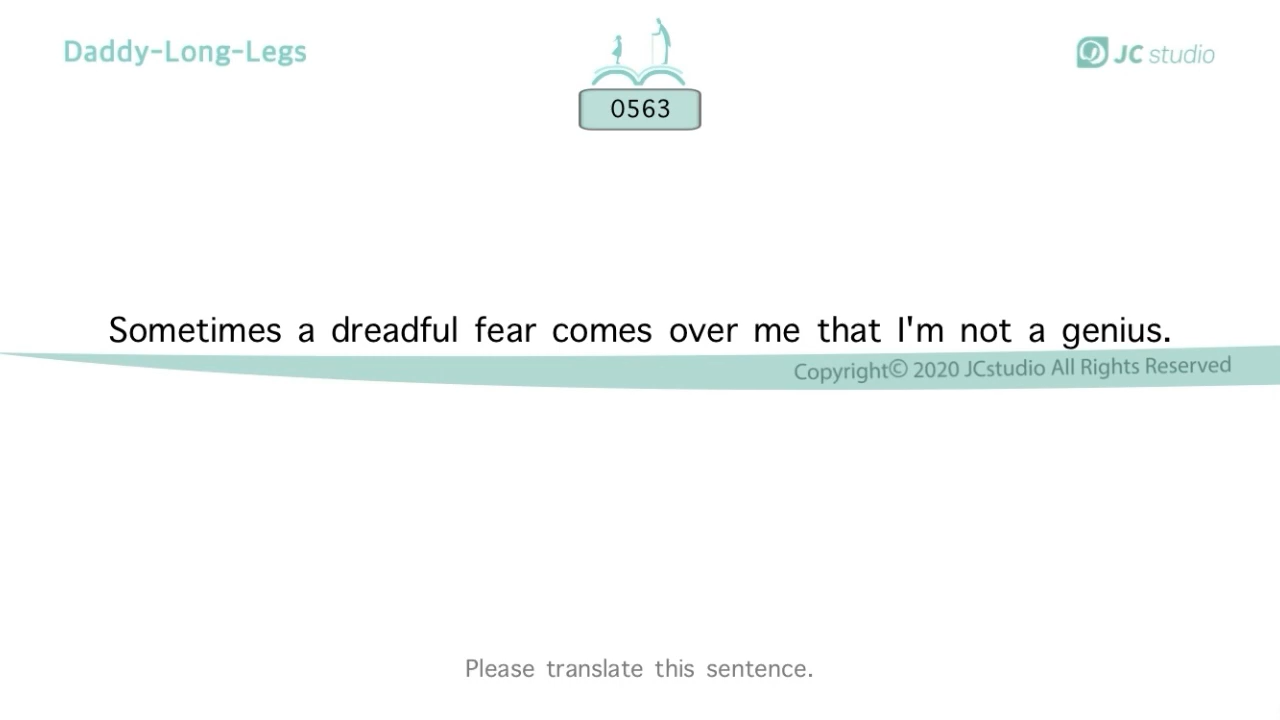 Daddy-Long-Legs
JC studio
0563
Sometimes a dreadful fear comes over me that I'm not a genius.
Copyright© 2020 JCstudio All Rights Reserved
Please translate this sentence.